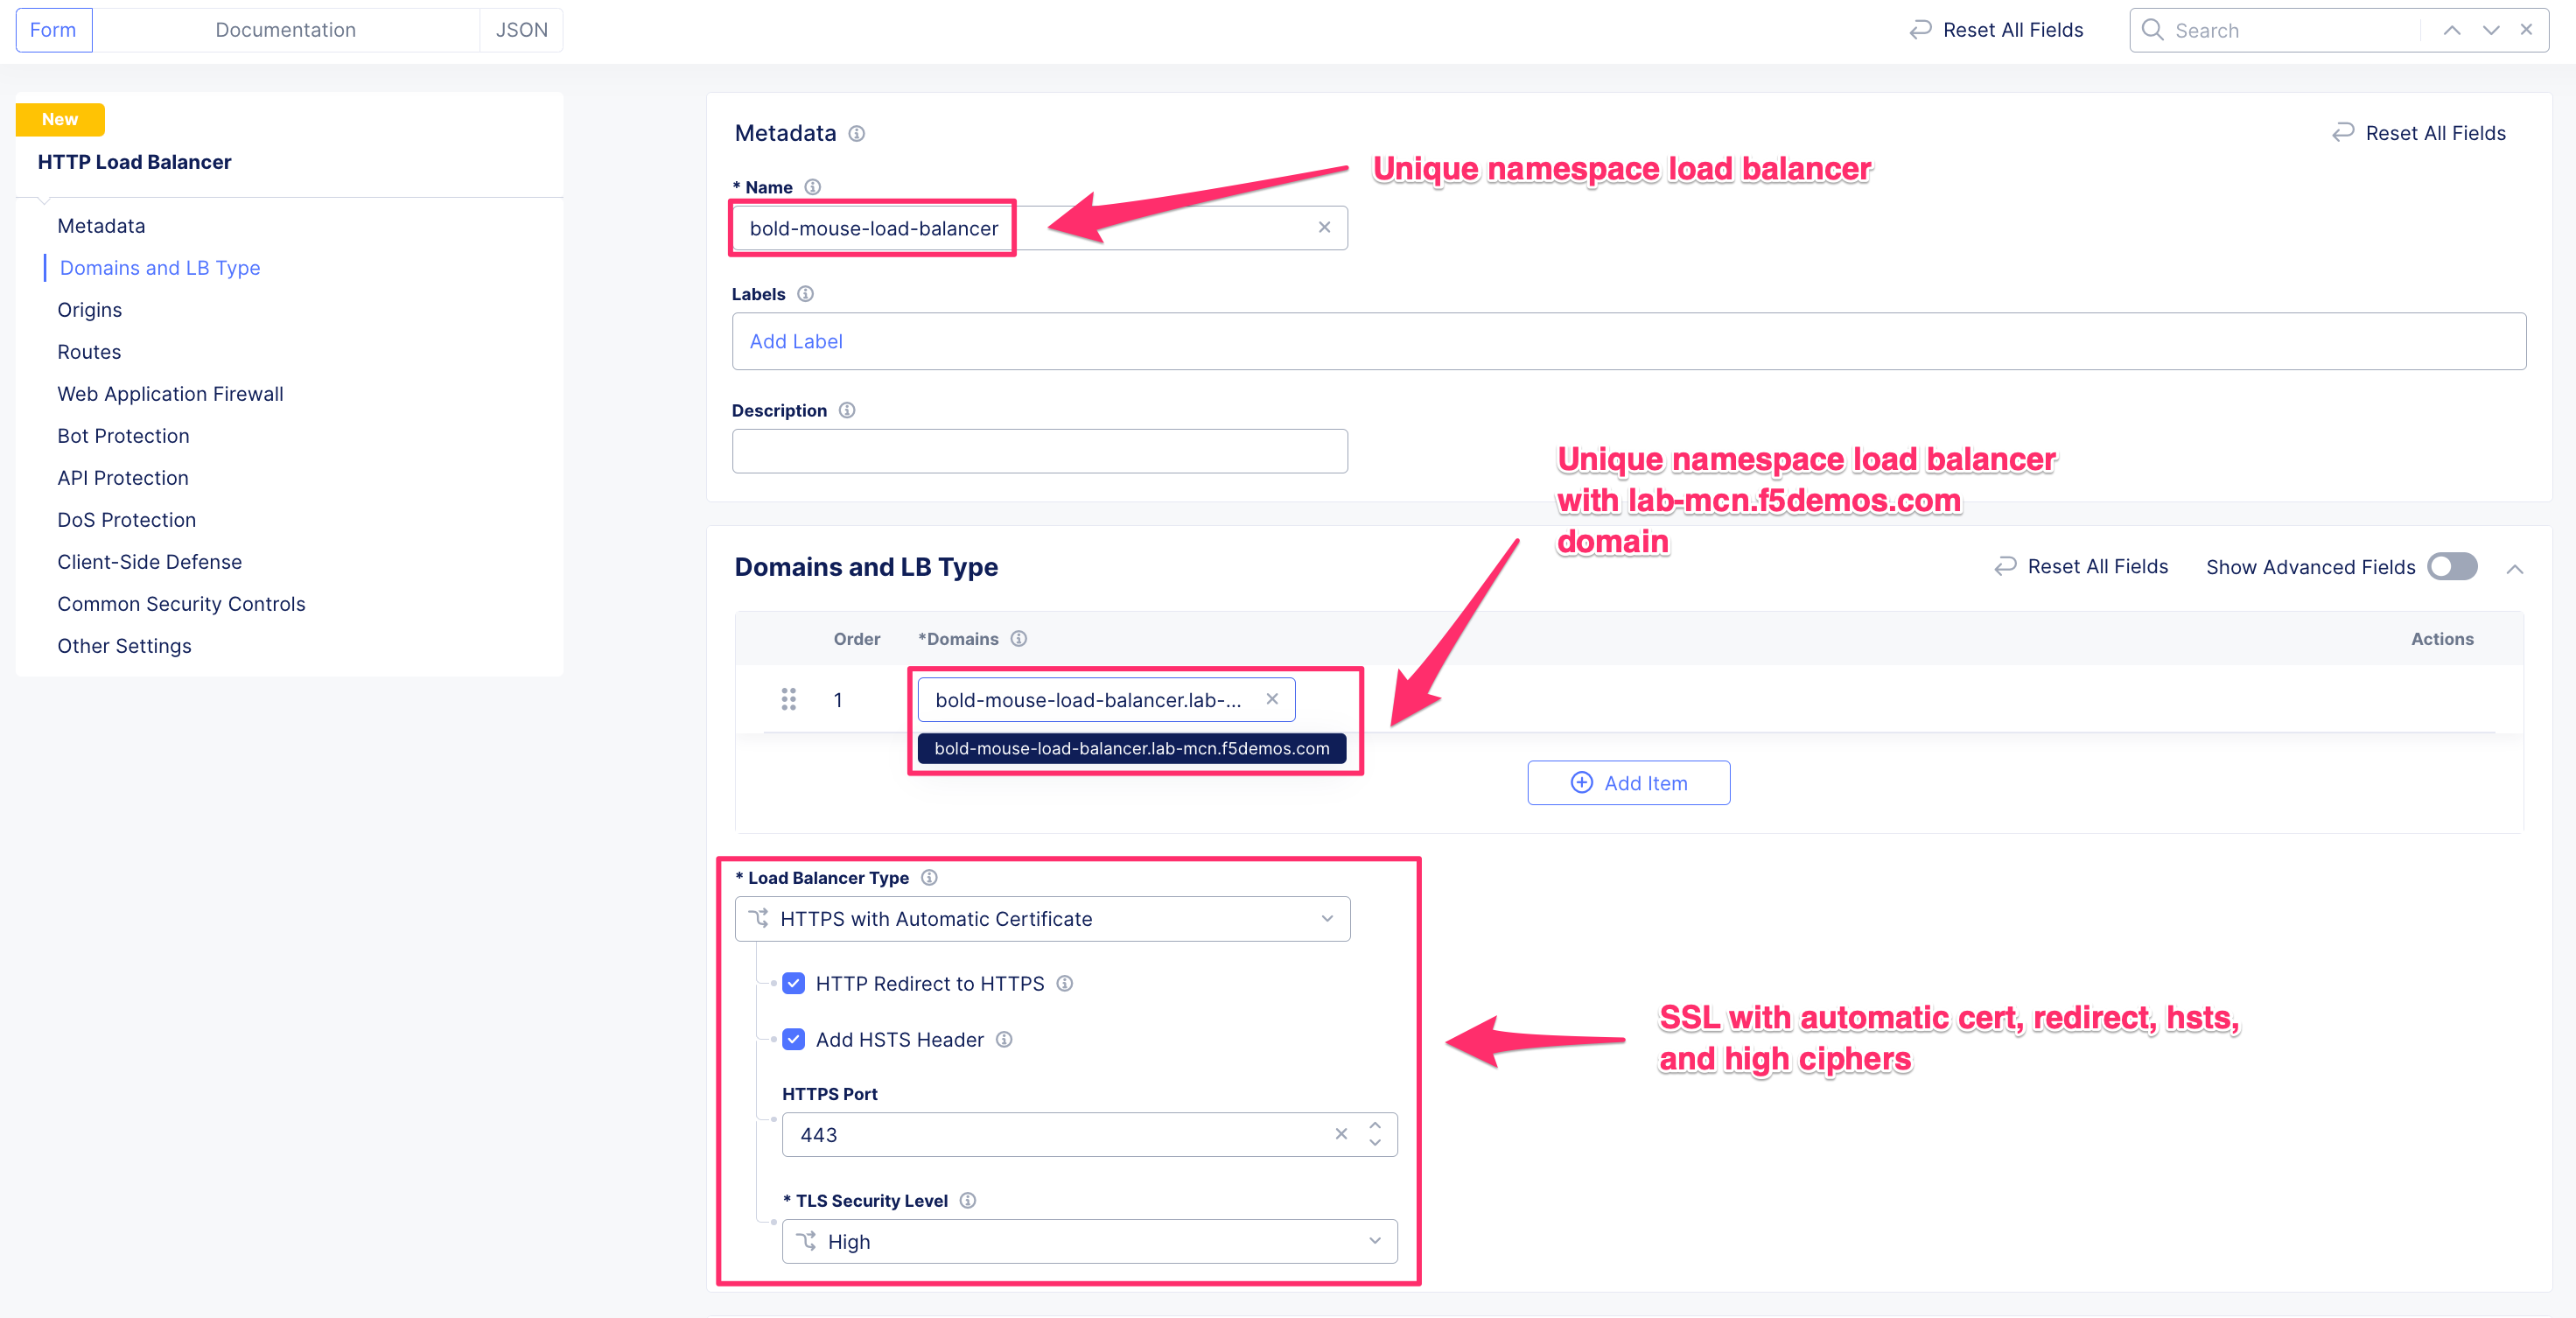 Form
Documentation
JSON
Reset All Fields
Search
New
HTTP Load Balancer
Metadata
Domains and LB Type
Origins
Routes
Web Application Firewall
Bot Protection
API Protection
DoS Protection
Client-Side Defense
Common Security Controls
Other Settings
Metadata
Reset All Fields
* Name
bold-mouse-load-balancer
Unique namespace load balancer
Labels
Add Label
Description
Unique namespace load balancer
with lab-mcn.f5demos.com
domain
Domains and LB Type
Reset All Fields
Show Advanced Fields
Order
*Domains
Actions
1
bold-mouse-load-balancer.lab-...
bold-mouse-load-balancer.lab-mcn.f5demos.com
Add Item
* Load Balancer Type
HTTPS with Automatic Certificate
HTTP Redirect to HTTPS
Add HSTS Header
HTTPS Port
443
* TLS Security Level
High
SSL with automatic cert, redirect, hsts,
and high ciphers